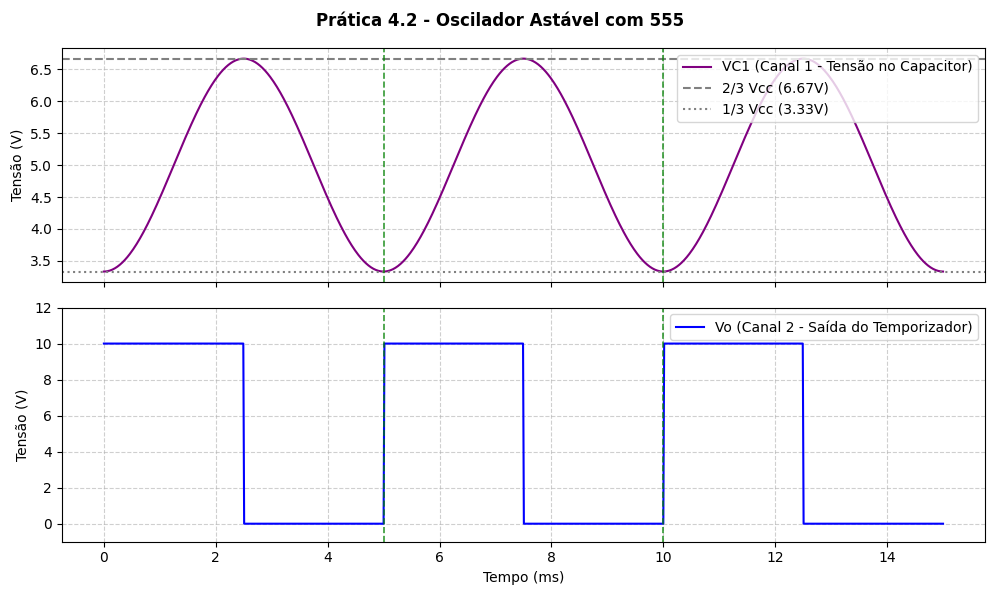 Prática 4.2 - Oscilador Astável com 555
Tensão (V)
6.5
6.0
5.5
5.0
4.5
4.0
3.5
VC1 (Canal 1 - Tensão no Capacitor)
2/3 Vcc (6.67V)
1/3 Vcc (3.33V)
Tensão (V)
12
10
8
6
4
2
0
Vo (Canal 2 - Saída do Temporizador)
0 2 4 6 8 10 12 14
Tempo (ms)